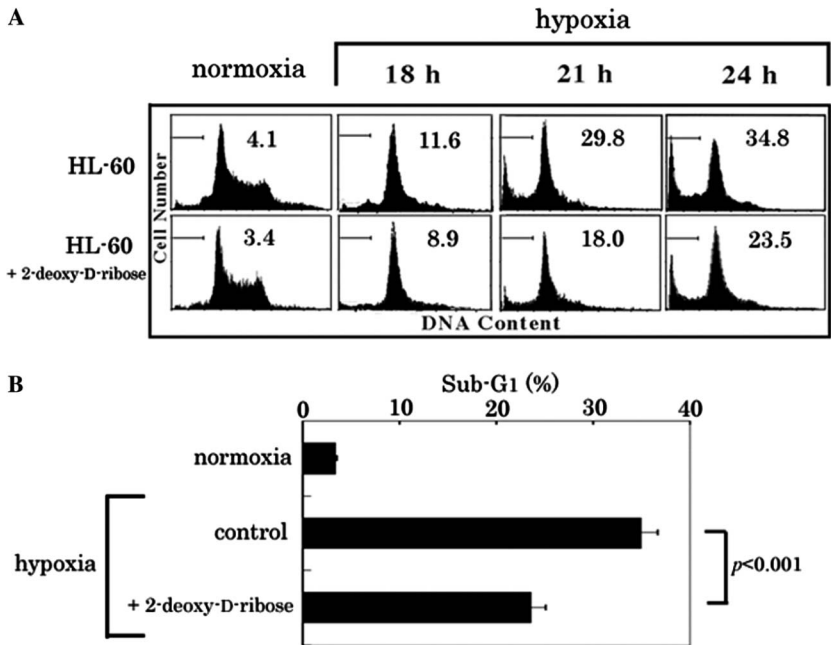 A
hypoxia
normoxia 18 h 21 h 24 h
HL-60
4.1 11.6 29.8 34.8
HL-60
+ 2-deoxy-D-ribose
3.4 8.9 18.0 23.5
Cell Number
DNA Content
B
Sub-G1 (%)
0 10 20 30 40
normoxia
hypoxia
control
+ 2-deoxy-D-ribose
p<0.001